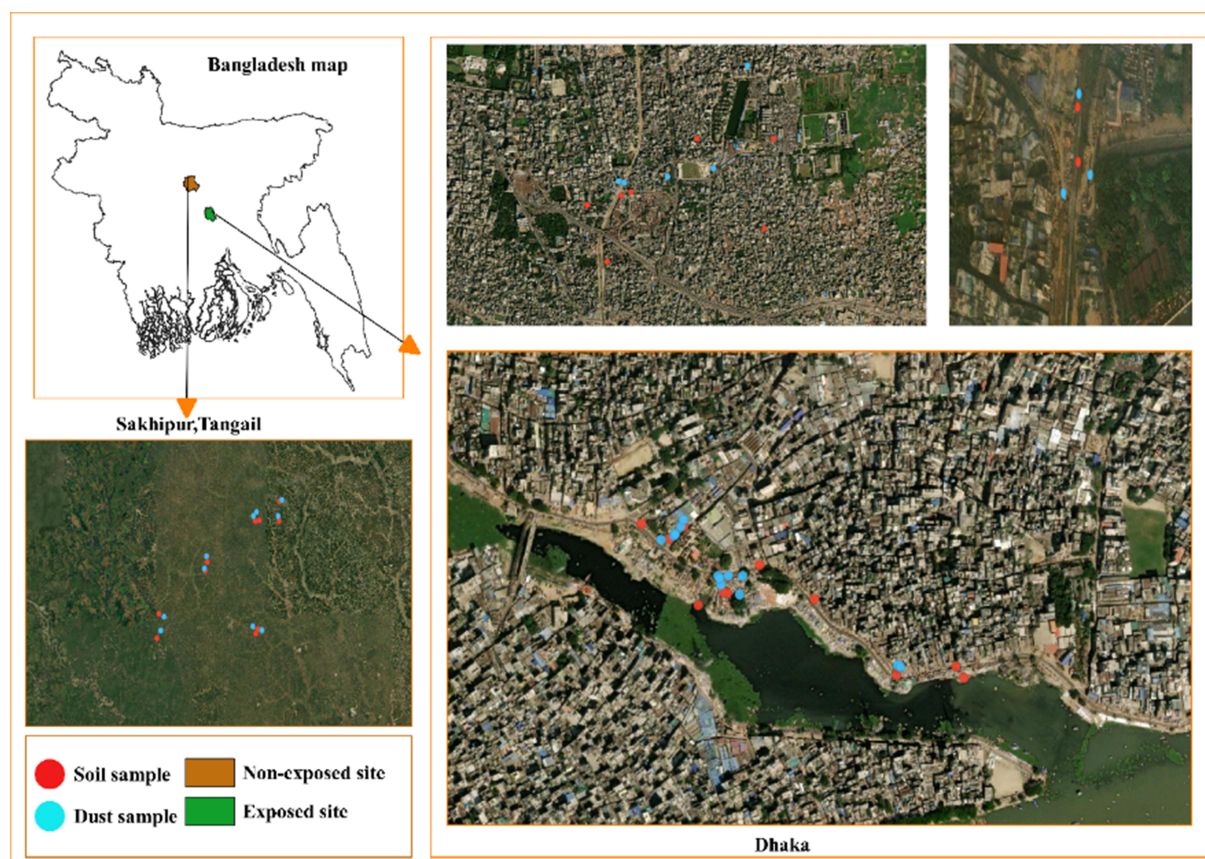 Bangladesh map
Sakhipur,Tangail
Soil sample
Non-exposed site
Dust sample
Exposed site
Dhaka